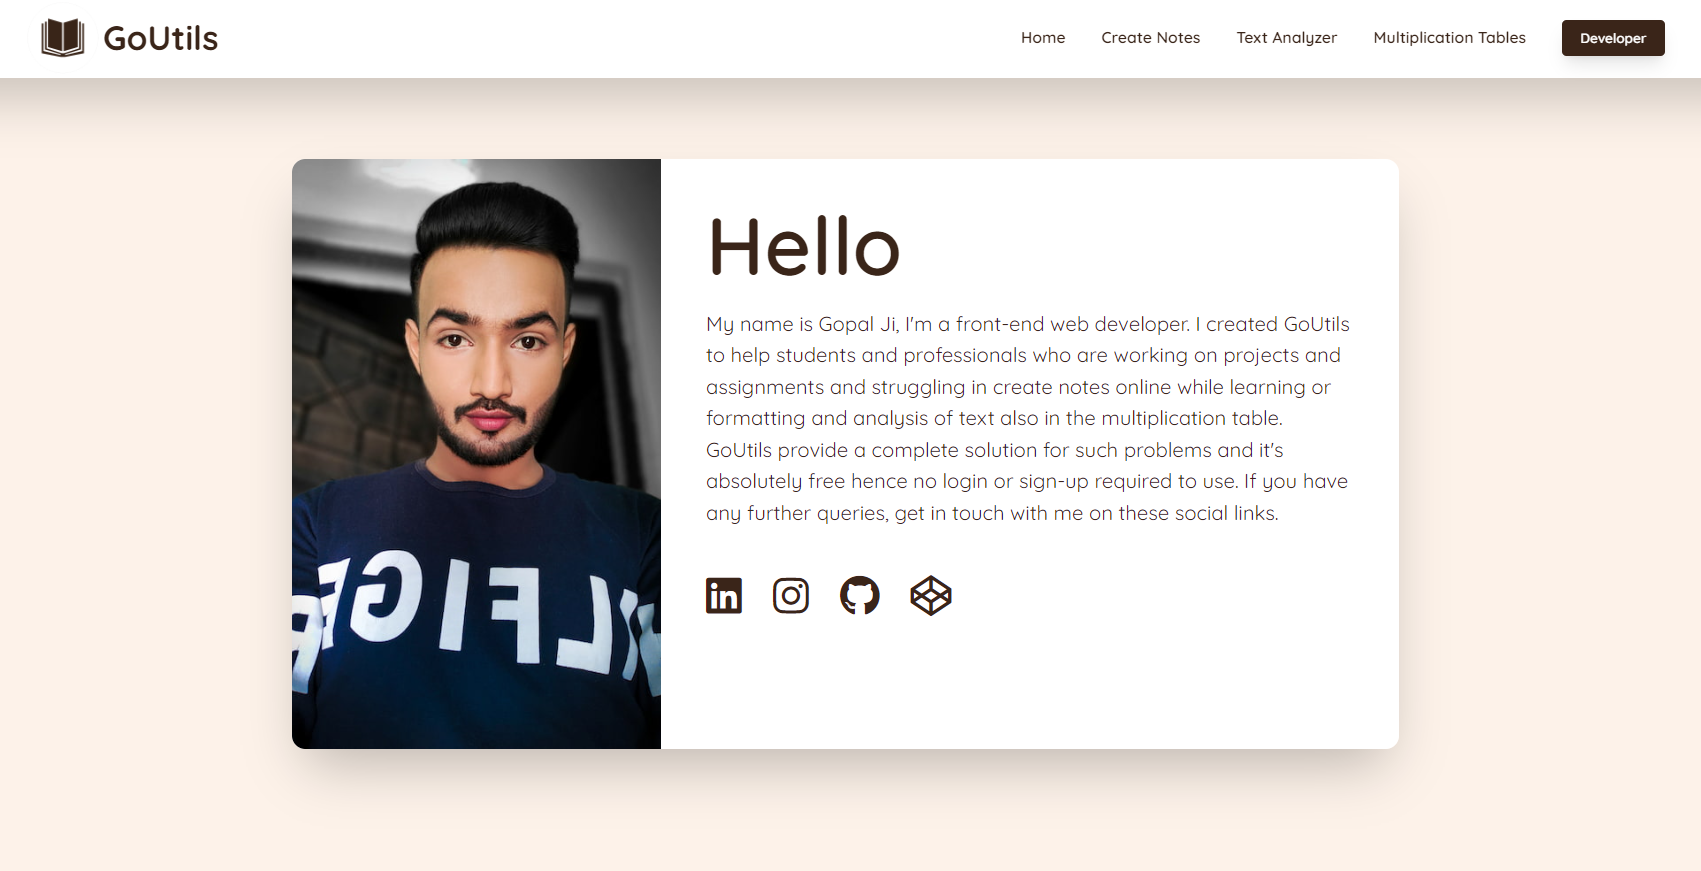 GoUtils
Home Create Notes Text Analyzer Multiplication Tables Developer
Hello
My name is Gopal Ji, I'm a front-end web developer. I created GoUtils
to help students and professionals who are working on projects and
assignments and struggling in create notes online while learning or
formatting and analysis of text also in the multiplication table.
GoUtils provide a complete solution for such problems and it's
absolutely free hence no login or sign-up required to use. If you have
any further queries, get in touch with me on these social links.
in